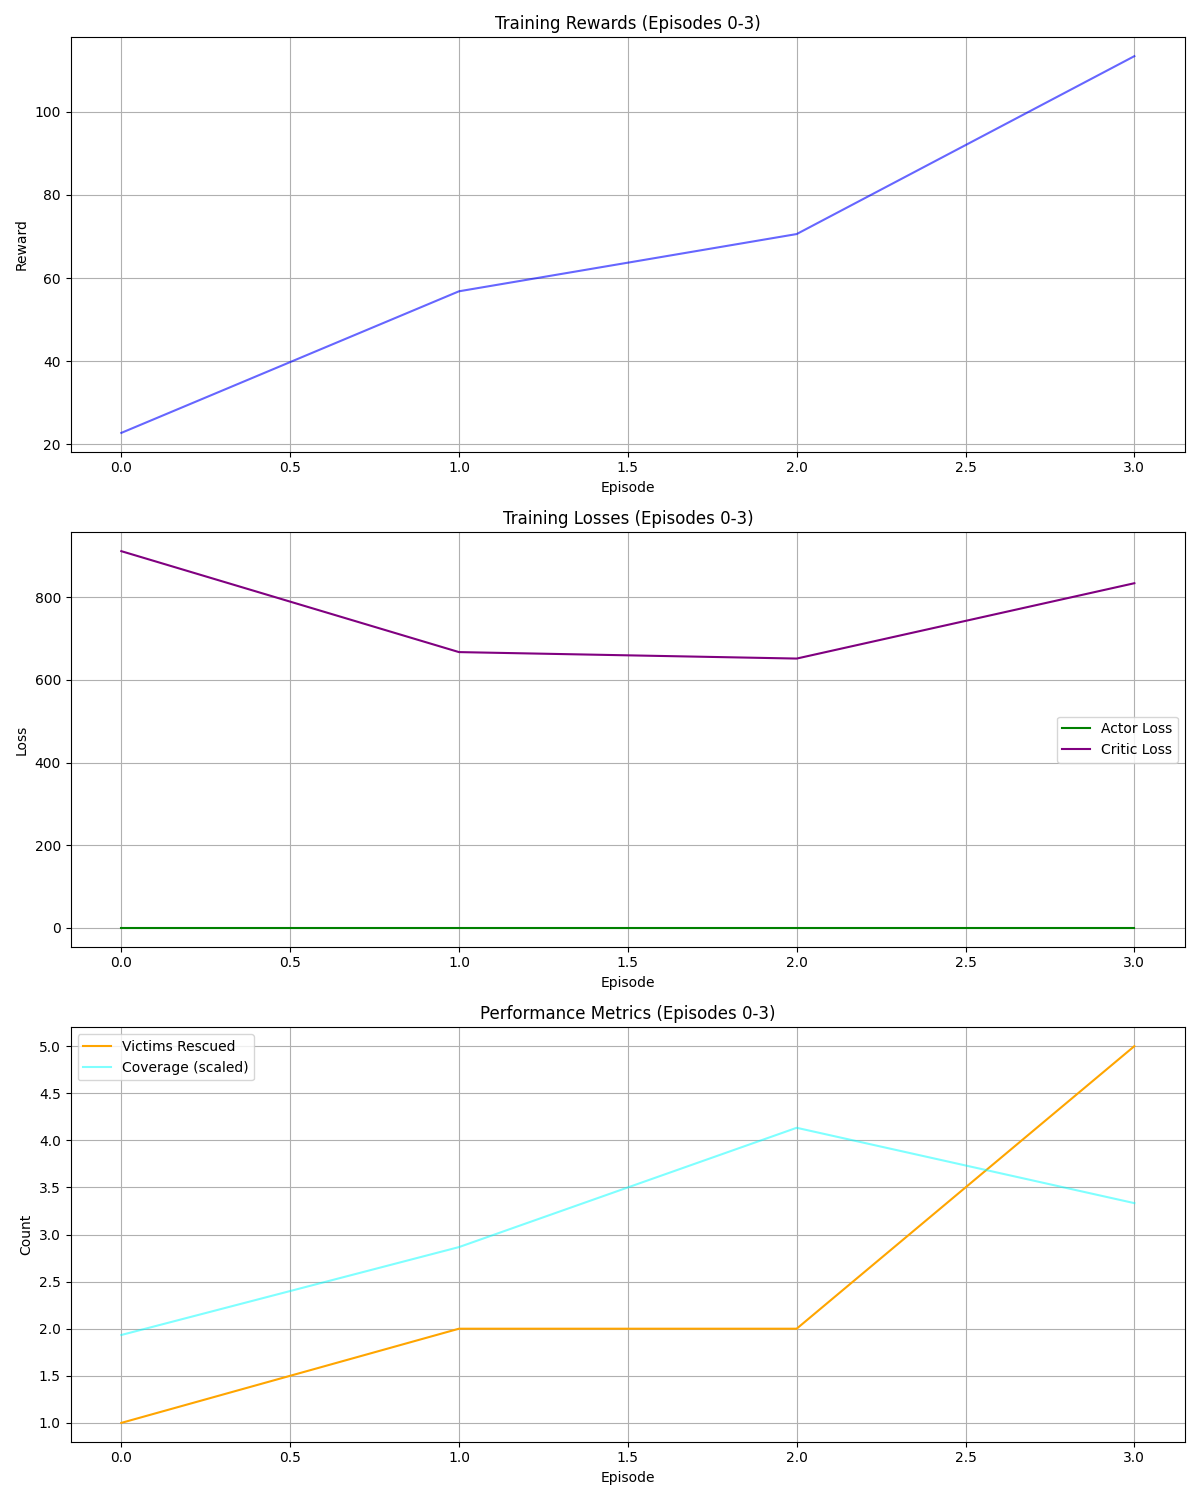 Training Rewards (Episodes 0-3)
Reward
100
80
60
40
20
0.0 0.5 1.0 1.5 2.0 2.5 3.0
Episode
Training Losses (Episodes 0-3)
Loss
800
600
400
200
0
Actor Loss
Critic Loss
0.0 0.5 1.0 1.5 2.0 2.5 3.0
Episode
Performance Metrics (Episodes 0-3)
Victims Rescued
Coverage (scaled)
Count
5.0
4.5
4.0
3.5
3.0
2.5
2.0
1.5
1.0
0.0 0.5 1.0 1.5 2.0 2.5 3.0
Episode